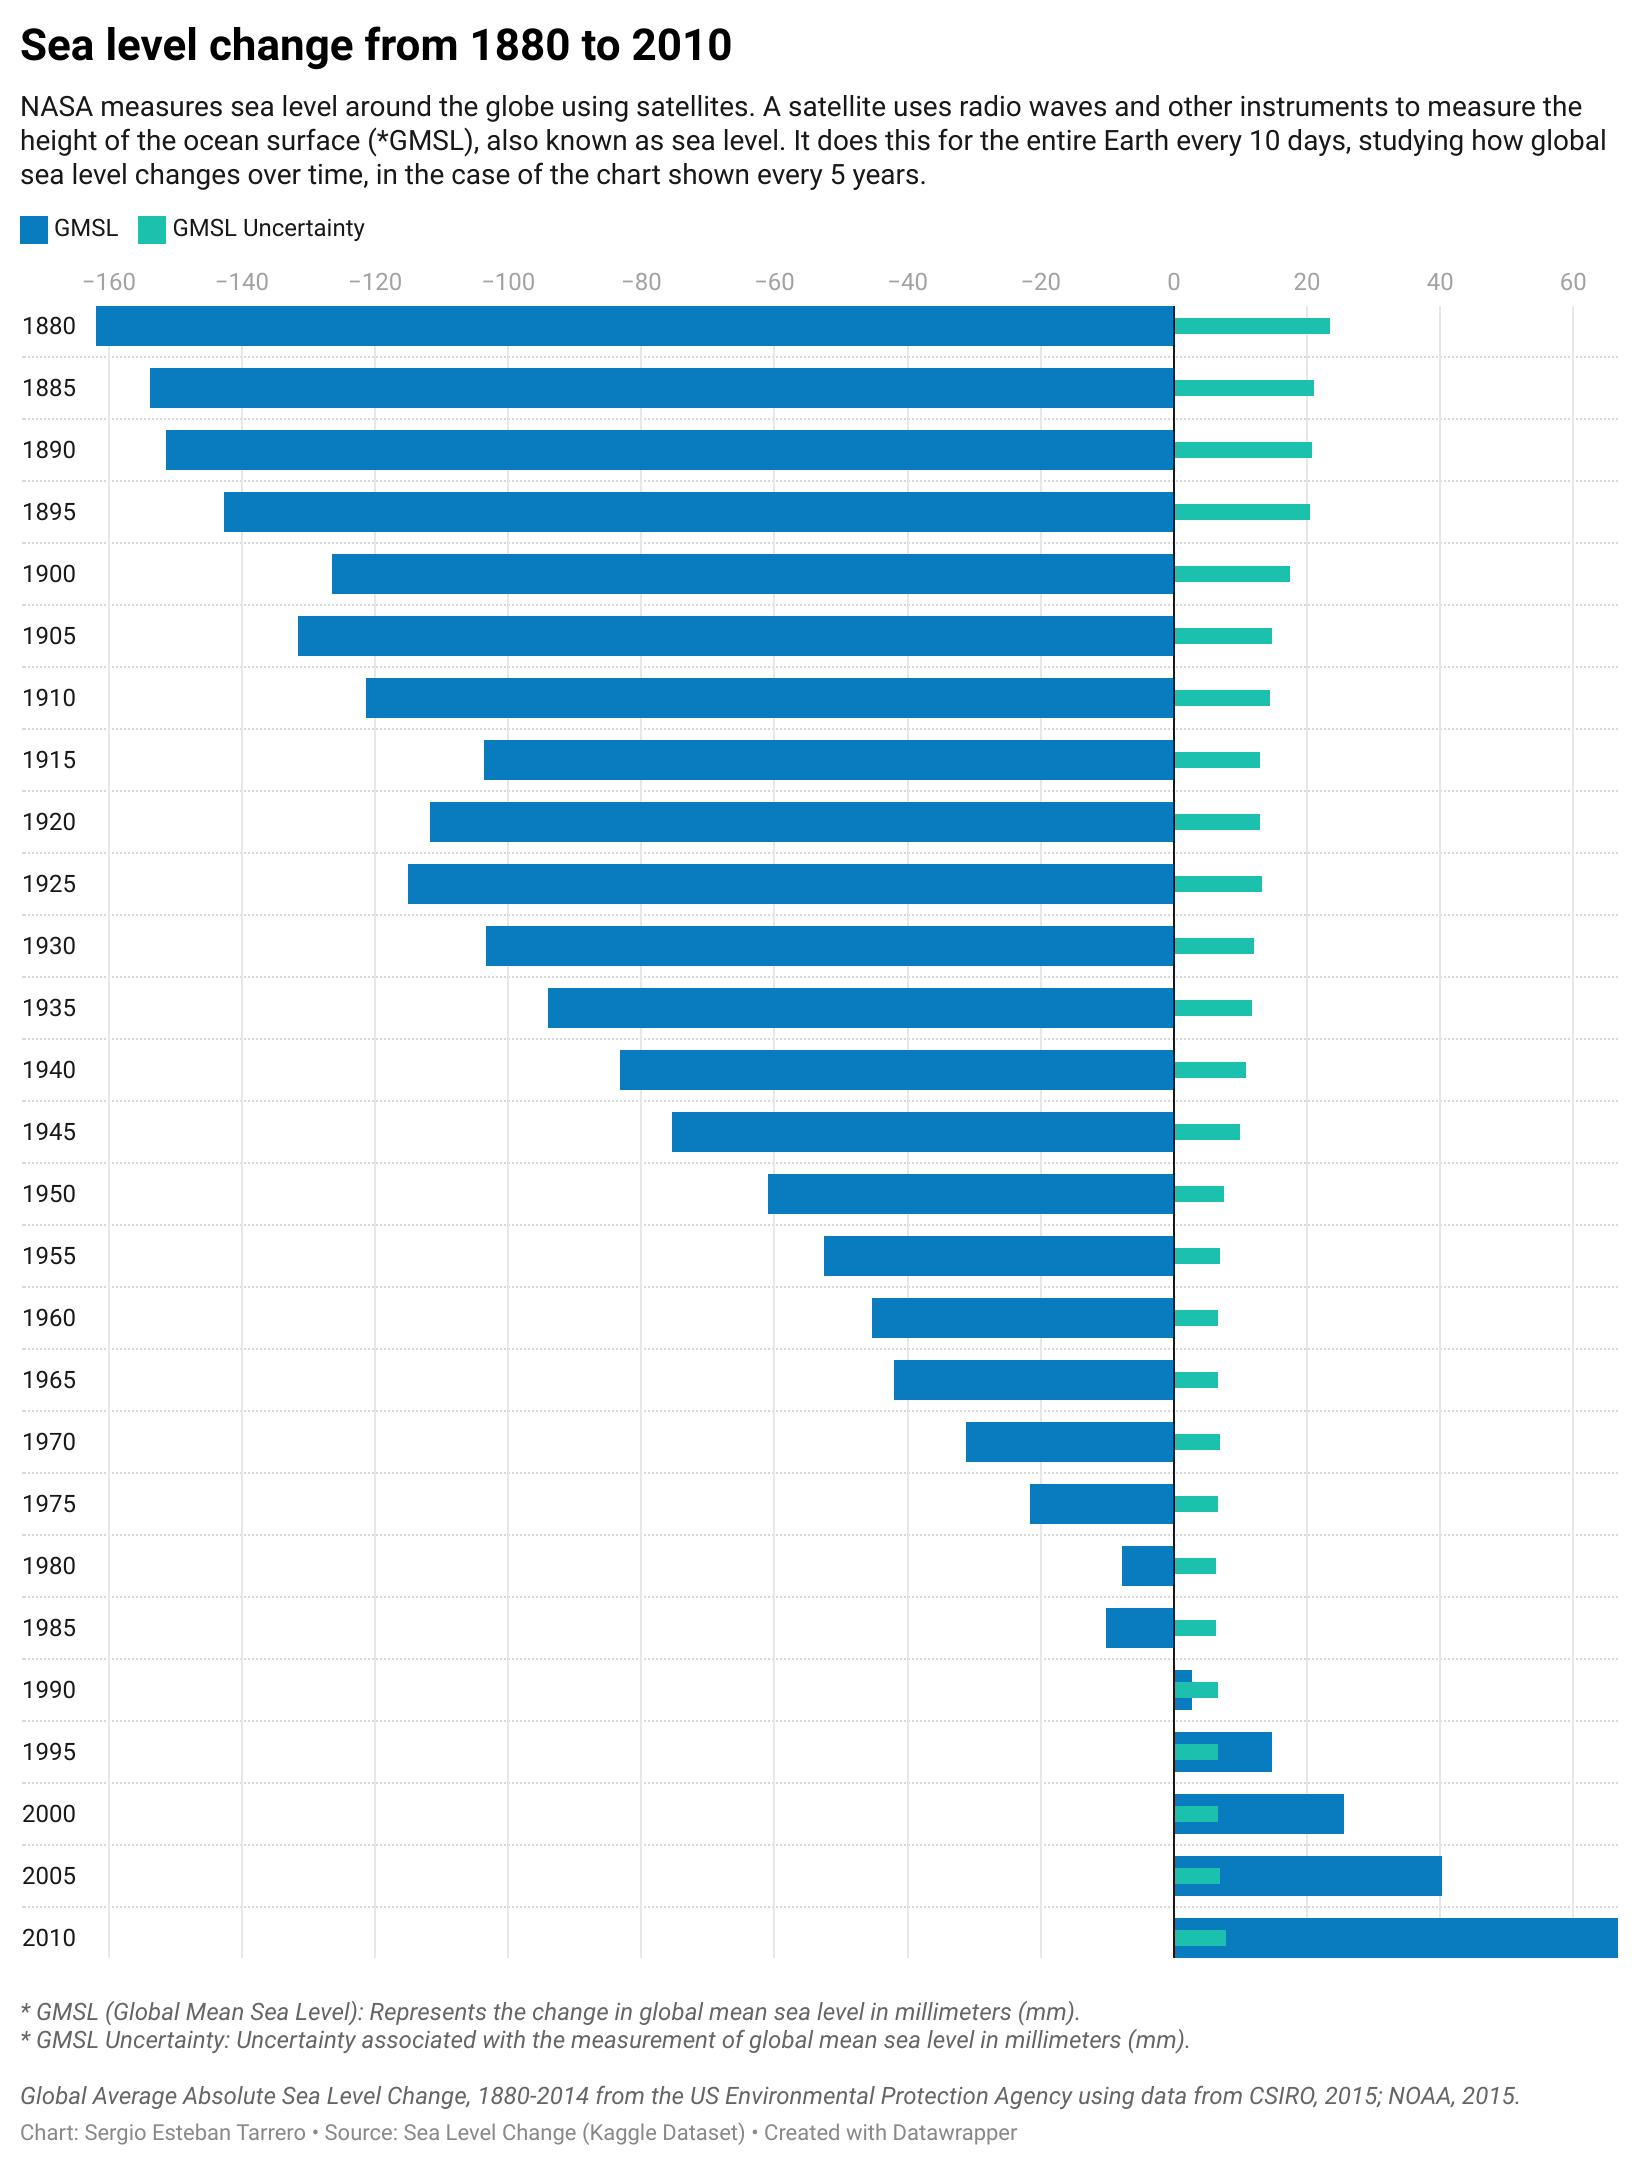 Sea level change from 1880 to 2010
NASA measures sea level around the globe using satellites. A satellite uses radio waves and other instruments to measure the
height of the ocean surface (*GMSL), also known as sea level. It does this for the entire Earth every 10 days, studying how global
sea level changes over time, in the case of the chart shown every 5 years.
GMSL GMSL Uncertainty
−160 −140 −120 −100 −80 −60 −40 −20 0 20 40 60
1880
1885
1890
1895
1900
1905
1910
1915
1920
1925
1930
1935
1940
1945
1950
1955
1960
1965
1970
1975
1980
1985
1990
1995
2000
2005
2010
* GMSL (Global Mean Sea Level): Represents the change in global mean sea level in millimeters (mm).
* GMSL Uncertainty: Uncertainty associated with the measurement of global mean sea level in millimeters (mm).
Global Average Absolute Sea Level Change, 1880-2014 from the US Environmental Protection Agency using data from CSIRO, 2015; NOAA, 2015.
Chart: Sergio Esteban Tarrero • Source: Sea Level Change (Kaggle Dataset) • Created with Datawrapper